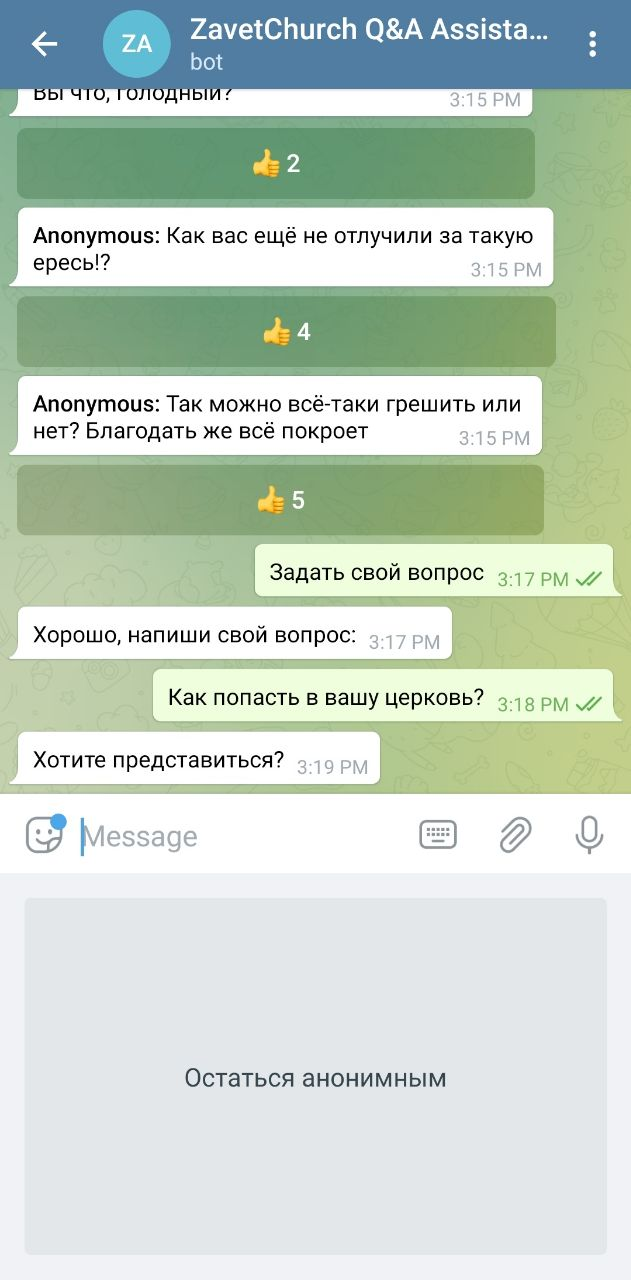 ZA
ZavetChurch Q&A Assista...
bot
Вы что, голодный?
3:15 PM
👍 2
Anonymous: Как вас ещё не отлучили за такую
ересь!?
3:15 PM
👍 4
Anonymous: Так можно всё-таки грешить или
нет? Благодать же всё покроет
3:15 PM
👍 5
Задать свой вопрос 3:17 PM
Хорошо, напиши свой вопрос: 3:17 PM
Как попасть в вашу церковь? 3:18 PM
Хотите представиться? 3:19 PM
Message
Остаться анонимным